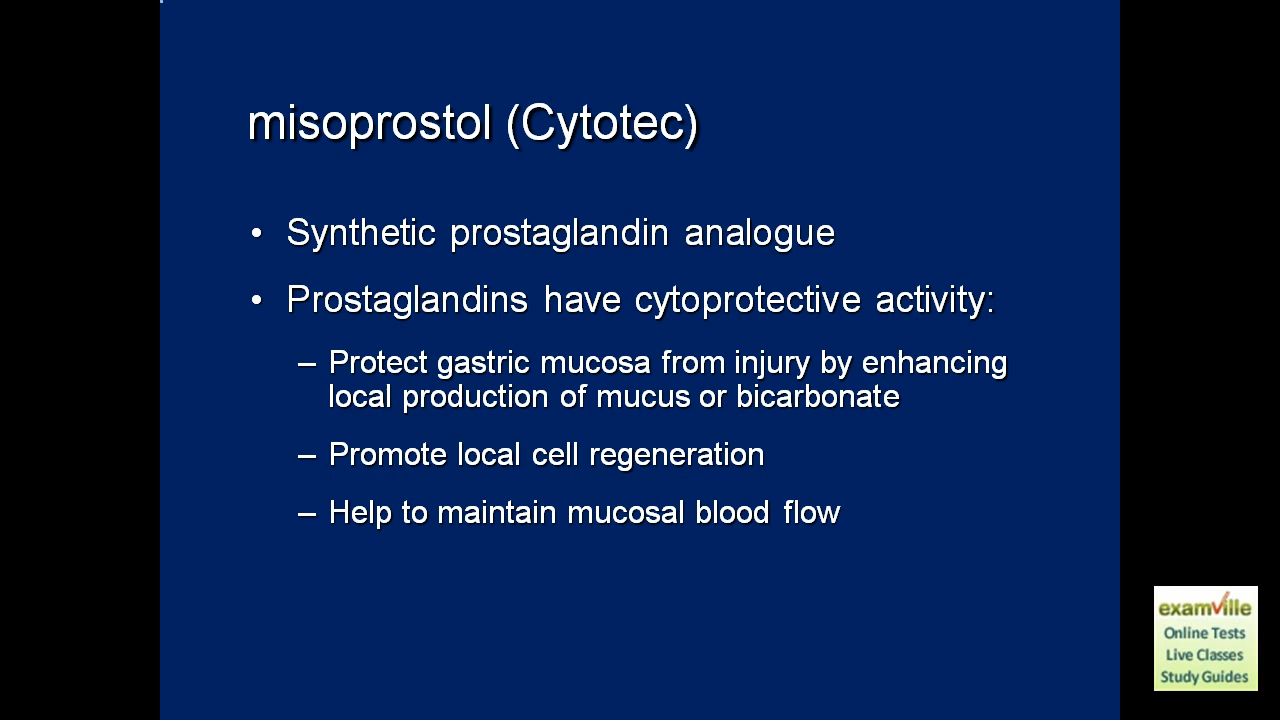 misoprostol (Cytotec)
• Synthetic prostaglandin analogue
• Prostaglandins have cytoprotective activity:
– Protect gastric mucosa from injury by enhancing
local production of mucus or bicarbonate
– Promote local cell regeneration
– Help to maintain mucosal blood flow
examville
Online Tests
Live Classes
Study Guides